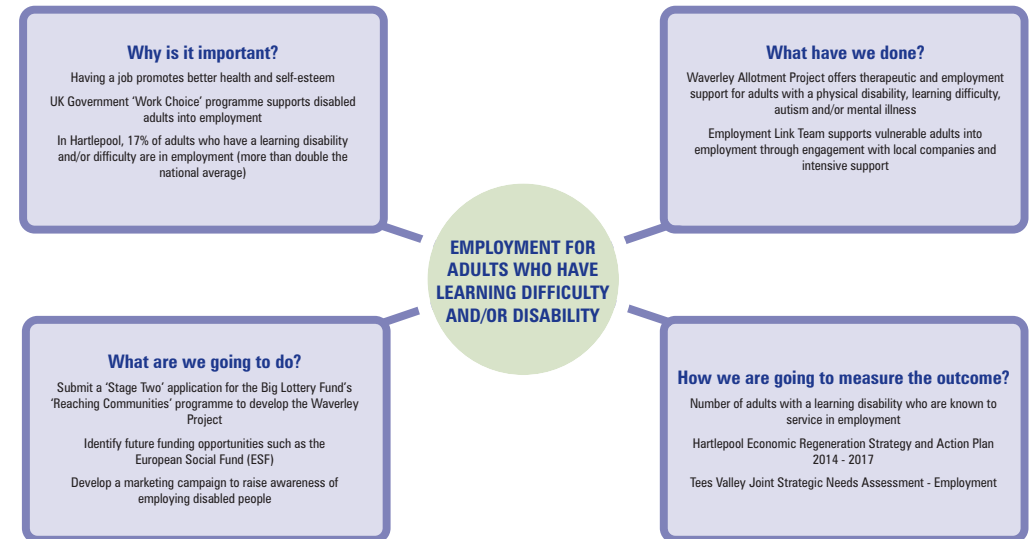 Why is it important?
Having a job promotes better health and self-esteem
UK Government ‘Work Choice’ programme supports disabled
adults into employment
In Hartlepool, 17% of adults who have a learning disability
and/or difficulty are in employment (more than double the
national average)
What have we done?
Waverley Allotment Project offers therapeutic and employment
support for adults with a physical disability, learning difficulty,
autism and/or mental illness
Employment Link Team supports vulnerable adults into
employment through engagement with local companies and
intensive support
EMPLOYMENT FOR
ADULTS WHO HAVE
LEARNING DIFFICULTY
AND/OR DISABILITY
What are we going to do?
Submit a ‘Stage Two’ application for the Big Lottery Fund’s
‘Reaching Communities’ programme to develop the Waverley
Project
Identify future funding opportunities such as the
European Social Fund (ESF)
Develop a marketing campaign to raise awareness of
employing disabled people
How we are going to measure the outcome?
Number of adults with a learning disability who are known to
service in employment
Hartlepool Economic Regeneration Strategy and Action Plan
2014 - 2017
Tees Valley Joint Strategic Needs Assessment - Employment